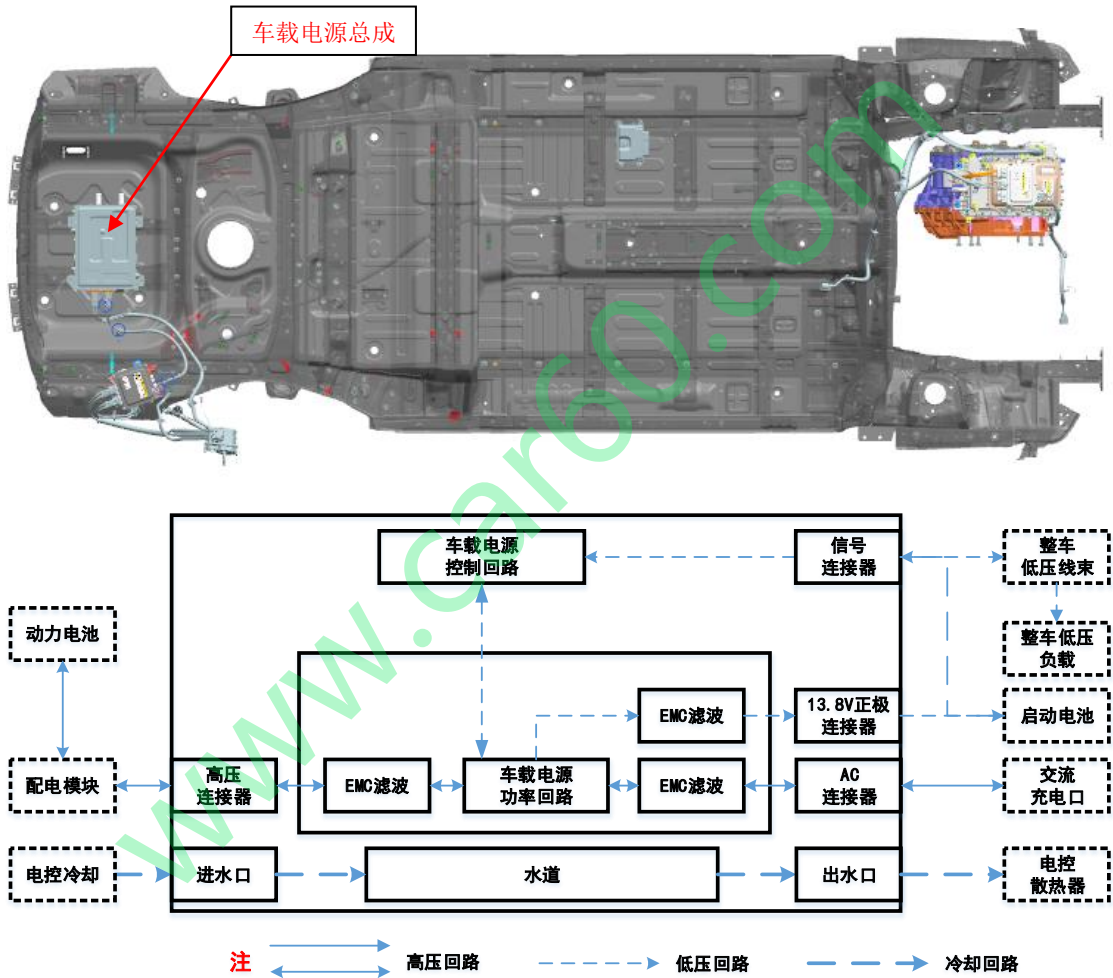 车载电源总成
车载电源
控制回路
信号
连接器
整车
低压线束
动力电池
整车低压
负载
EMC滤波
13.8V正极
连接器
启动电池
配电模块
高压
连接器
EMC滤波
车载电源
功率回路
EMC滤波
AC
连接器
交流
充电口
电控冷却
进水口
水道
出水口
电控
散热器
注
高压回路
低压回路
冷却回路
www.car60.com